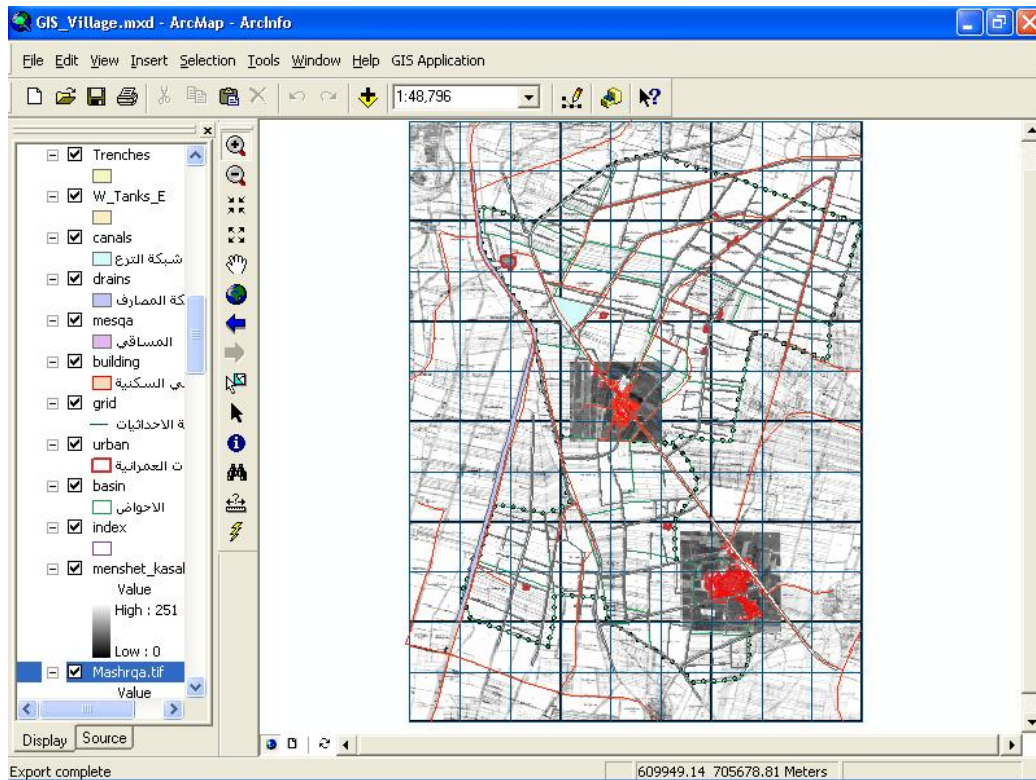 GIS_Village.mxd - ArcMap - ArcInfo
File Edit View Insert Selection Tools Window Help GIS Application
1:48,796
Trenches
W_Tanks_E
canals
شبكة الترع
drains
كة المصارف
mesqa
المساقي
building
ي السكنية
grid
ة الاحداثيات
urban
ت العمرانية
basin
الاحواض
index
menshet_kasal
Value
High : 251
Low : 0
Mashrqa.tif
Value
Display Source
Export complete
609949.14 705678.81 Meters